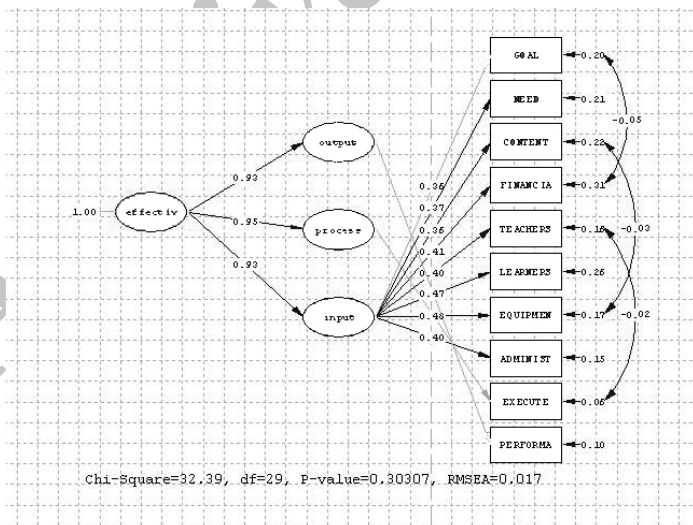 GOAL
0.20
NEED
0.21
-0.05
output
CONTENT
0.22
0.93
0.36
FINANCIA
0.31
0.37
1.00
effectiv
0.95
0.36
TEACHERS
0.16
-0.03
process
0.41
0.93
0.40
LEARNERS
0.26
0.47
input
0.48
EQUIPMEN
0.17
-0.02
0.40
ADMINIST
0.15
EXECUTE
0.06
PERFORMA
0.10
Chi-Square=32.39, df=29, P-value=0.30307, RMSEA=0.017